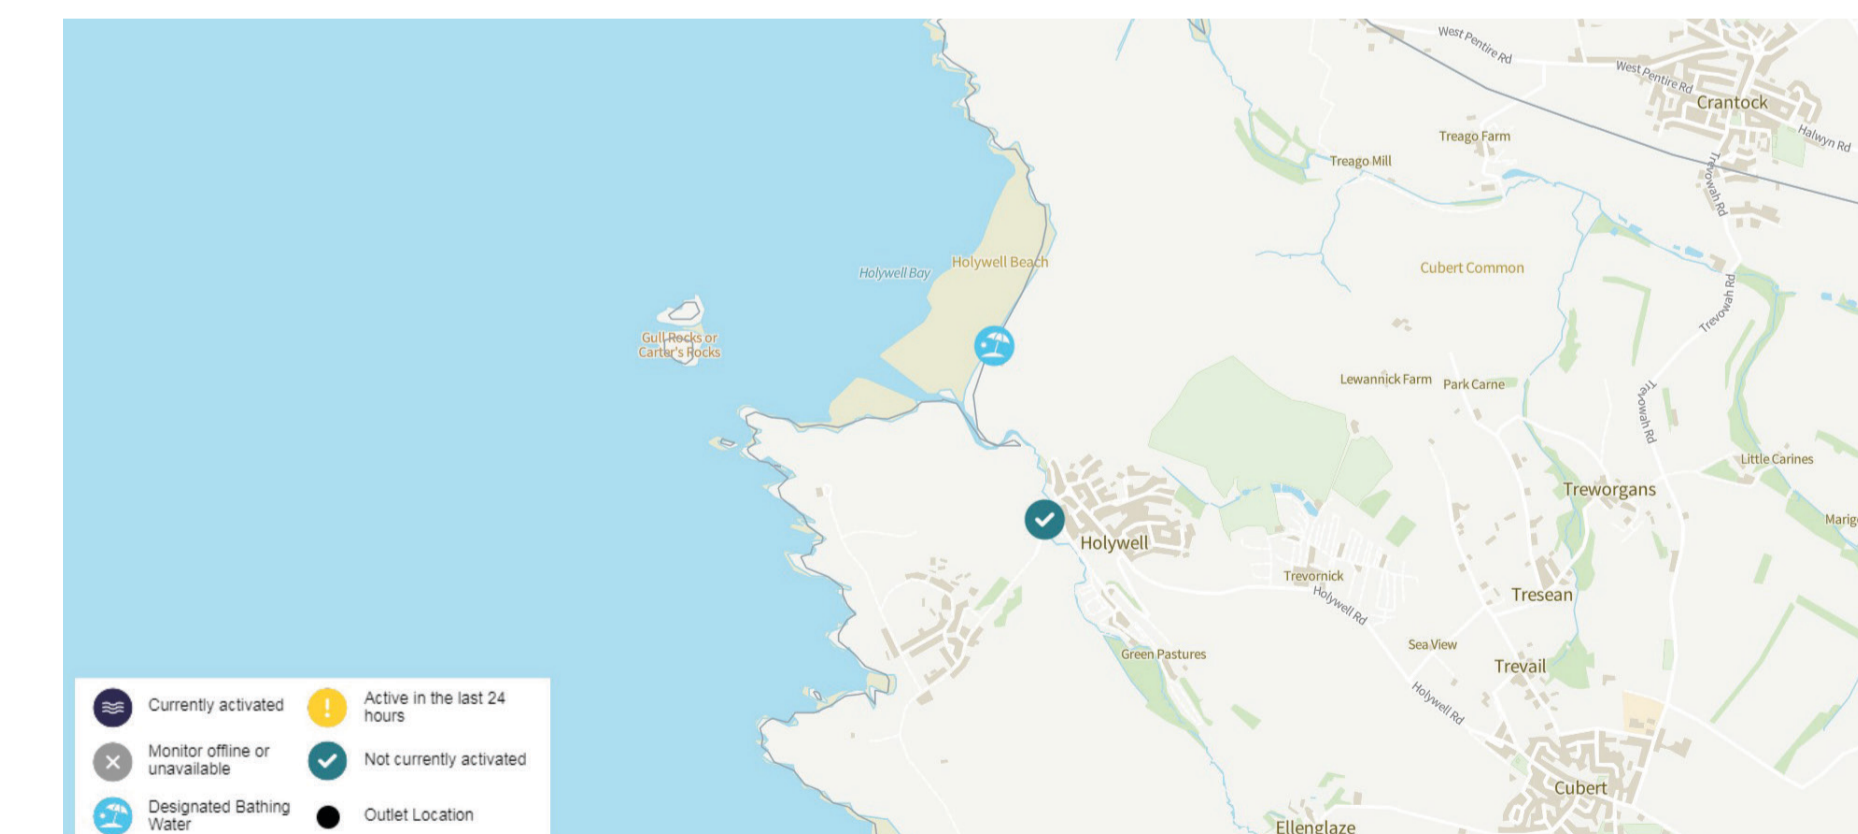 West Pentire Rd
West Pentire Rd
Crantock
Halwyn Rd
Treago Farm
Treago Mill
Trevowah Rd
Holywell Bay
Holywell Beach
Cubert Common
Trevowah Rd
Gull Rocks or
Carter's Rocks
Lewannick Farm
Park Carne
Trevowah Rd
Little Carines
Treworgans
Marig
Holywell
Trevornick
Holywell Rd
Tresean
Sea View
Green Pastures
Trevail
Holywell Rd
Cubert
Ellenglaze
Currently activated
Active in the last 24
hours
Monitor offline or
unavailable
Not currently activated
Designated Bathing
Water
Outlet Location